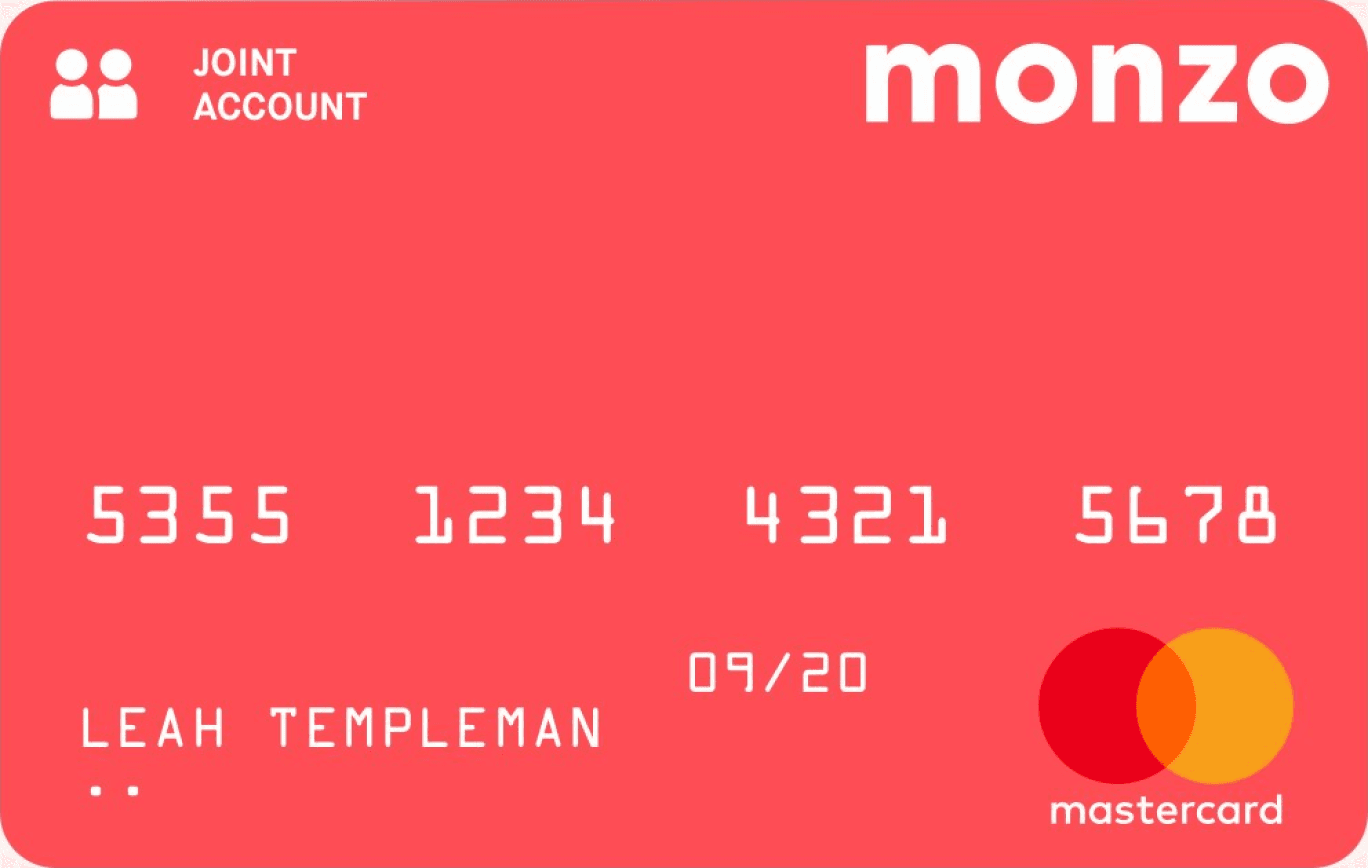 JOINT
ACCOUNT
monzo
5355 1234 4321 5678
09/20
LEAH TEMPLEMAN
..
mastercard